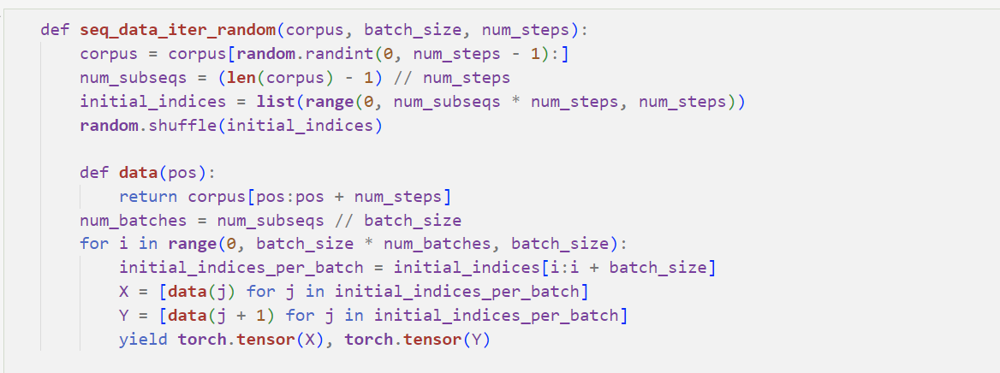 def seq_data_iter_random(corpus, batch_size, num_steps):
    corpus = corpus[random.randint(0, num_steps - 1):]
    num_subseqs = (len(corpus) - 1) // num_steps
    initial_indices = list(range(0, num_subseqs * num_steps, num_steps))
    random.shuffle(initial_indices)

    def data(pos):
        return corpus[pos:pos + num_steps]
    num_batches = num_subseqs // batch_size
    for i in range(0, batch_size * num_batches, batch_size):
        initial_indices_per_batch = initial_indices[i:i + batch_size]
        X = [data(j) for j in initial_indices_per_batch]
        Y = [data(j + 1) for j in initial_indices_per_batch]
        yield torch.tensor(X), torch.tensor(Y)